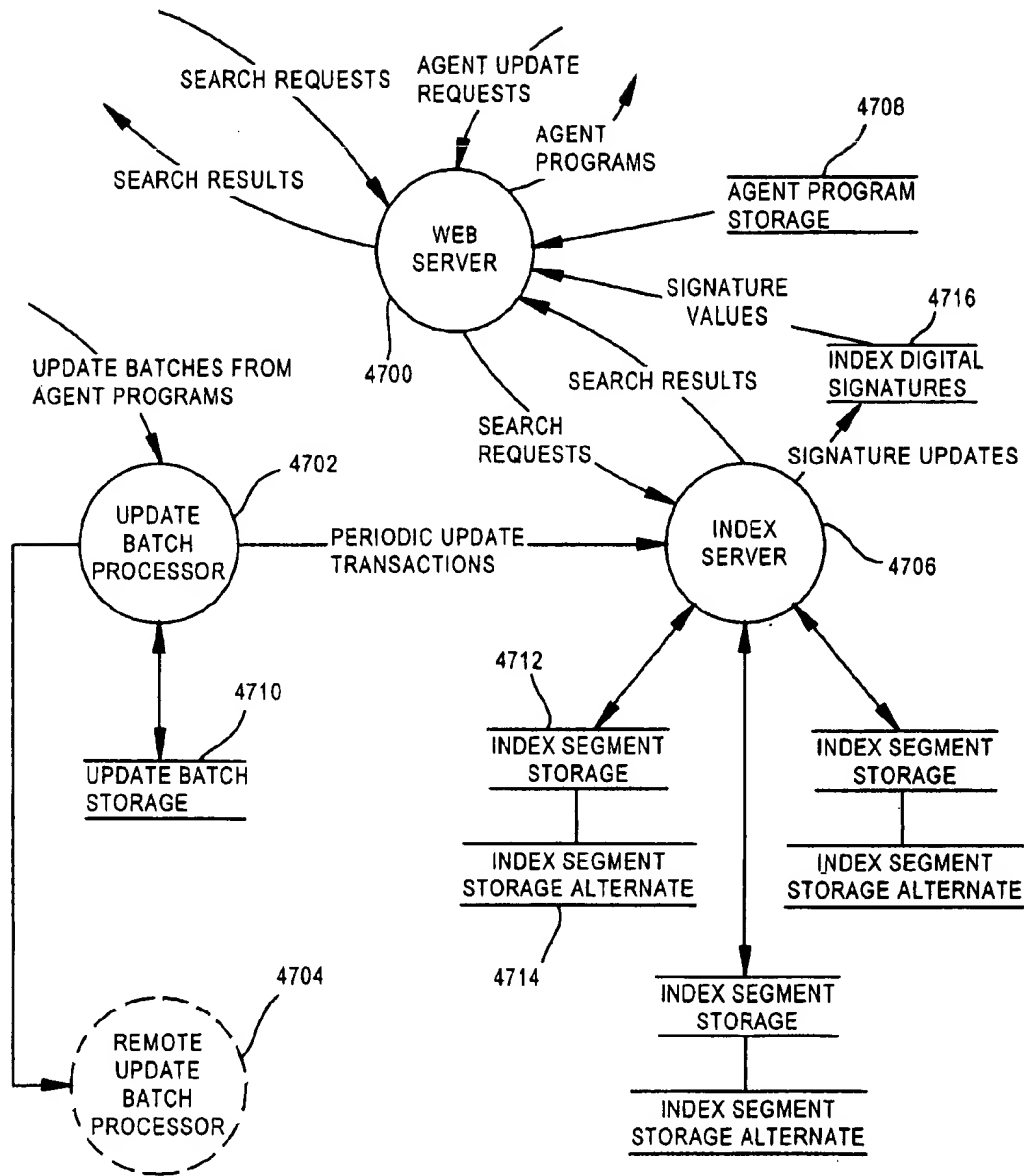 SEARCH REQUESTS
AGENT UPDATE
REQUESTS
AGENT
PROGRAMS
SEARCH RESULTS
4708
AGENT PROGRAM
STORAGE
WEB
SERVER
4700
SIGNATURE
VALUES
4716
INDEX DIGITAL
SIGNATURES
UPDATE BATCHES FROM
AGENT PROGRAMS
SEARCH RESULTS
SEARCH
REQUESTS
SIGNATURE UPDATES
4702
UPDATE
BATCH
PROCESSOR
PERIODIC UPDATE
TRANSACTIONS
INDEX
SERVER
4706
4710
UPDATE BATCH
STORAGE
4712
INDEX SEGMENT
STORAGE
INDEX SEGMENT
STORAGE ALTERNATE
4714
INDEX SEGMENT
STORAGE
INDEX SEGMENT
STORAGE ALTERNATE
INDEX SEGMENT
STORAGE
INDEX SEGMENT
STORAGE ALTERNATE
4704
REMOTE
UPDATE
BATCH
PROCESSOR